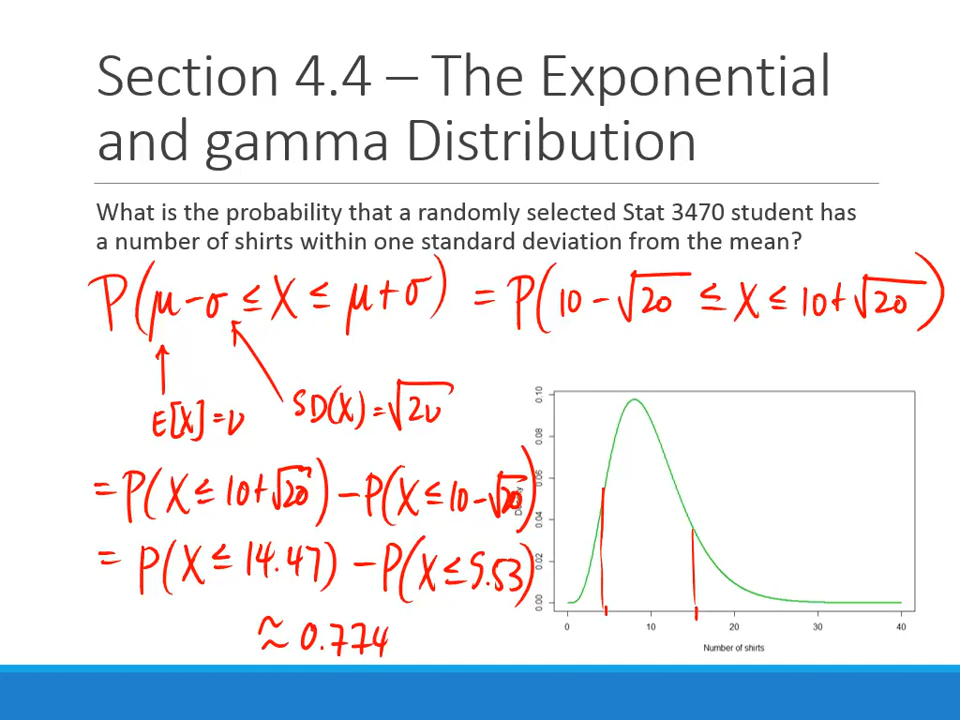 Section 4.4 – The Exponential
and gamma Distribution
What is the probability that a randomly selected Stat 3470 student has
a number of shirts within one standard deviation from the mean?
P(μ-σ ≤ X ≤ μ+σ) = P(10-√20 ≤ X ≤ 10+√20)
E[X]=ν
SD(X)=√2ν
=P(X ≤ 10+√20) -P(X ≤ 10-√20)
= P(X ≤ 14.47) -P(X ≤ 5.53)
≈ 0.774
0.10
0.08
0.06
0.04
0.02
0.00
Density
0 10 20 30 40
Number of shirts